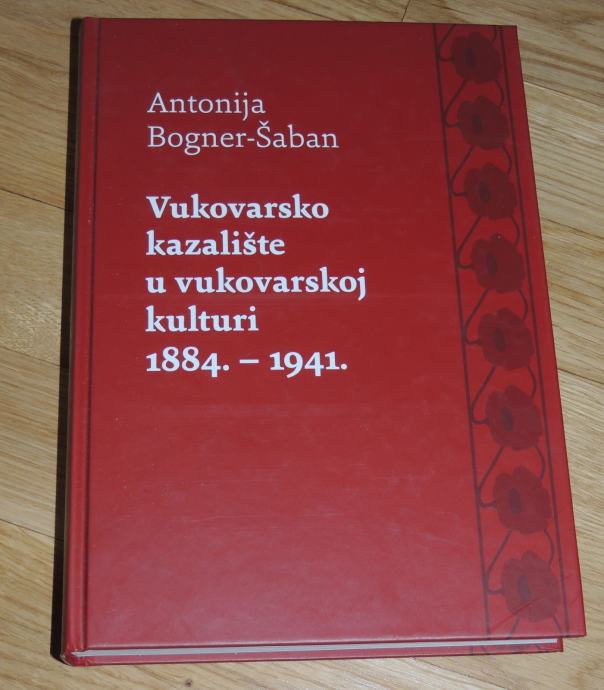 Antonija
Bogner-Šaban
Vukovarsko
kazalište
u vukovarskoj
kulturi
1884. – 1941.